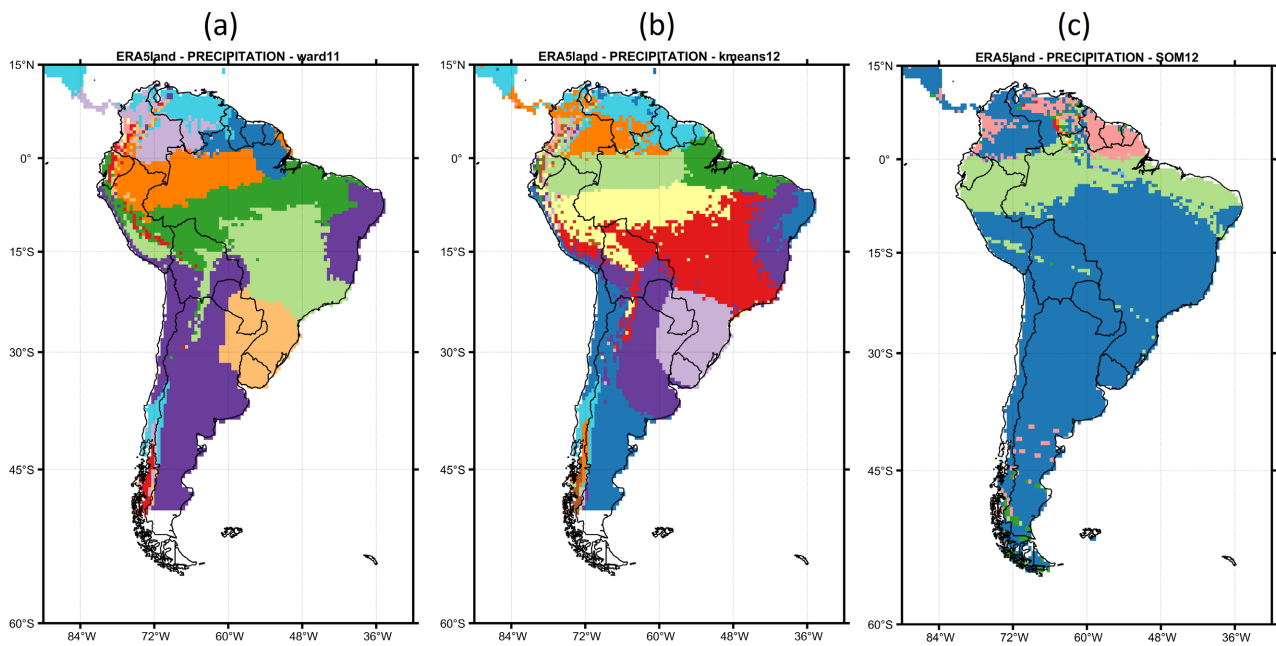 (a)
(b)
(c)
ERA5land - PRECIPITATION - ward11
ERA5land - PRECIPITATION - kmeans12
ERA5land - PRECIPITATION - SOM12
15°N
0°
15°S
30°S
45°S
60°S
84°W 72°W 60°W 48°W 36°W
15°N
0°
15°S
30°S
45°S
60°S
84°W 72°W 60°W 48°W 36°W
15°N
0°
15°S
30°S
45°S
60°S
84°W 72°W 60°W 48°W 36°W